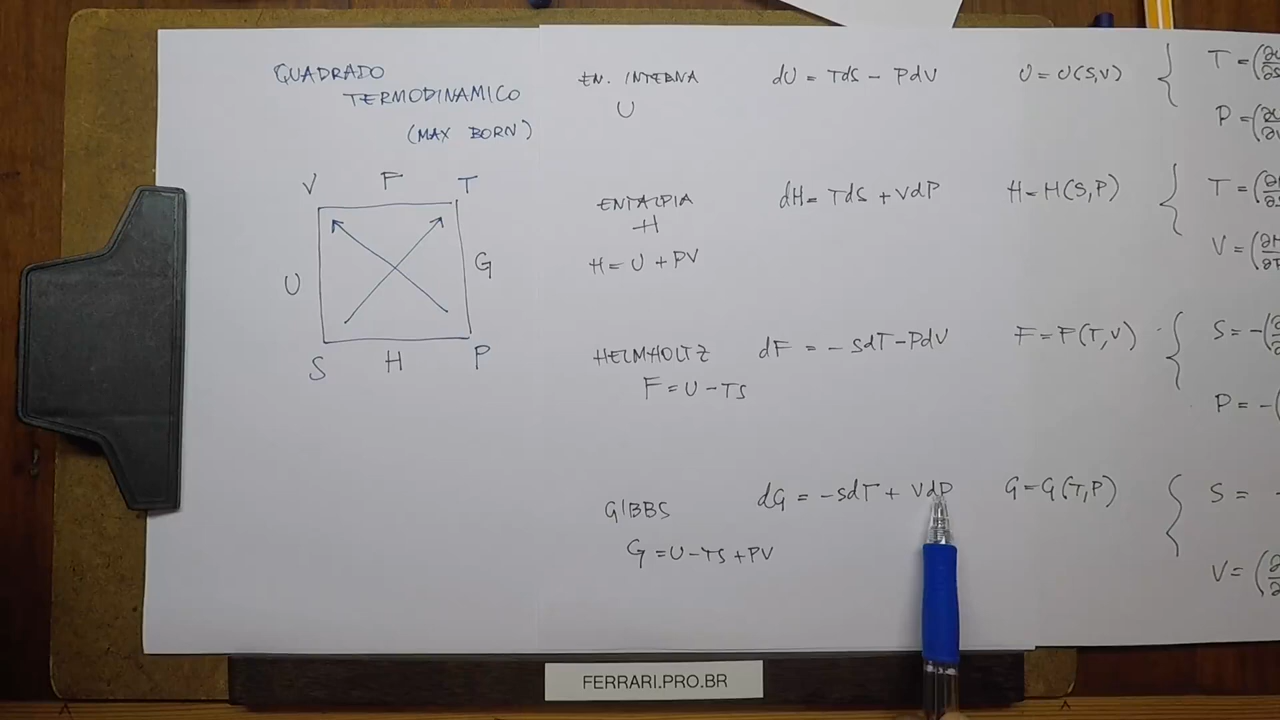 QUADRADO
TERMODINAMICO
(MAX BORN)
V F T
U G
S H P
EN. INTERNA dU = TdS - PdV U = U(S,V) { T = (∂U
U P = (∂U
ENTALPIA dH = TdS + VdP H = H(S,P) { T = (∂H
H V = (∂H
H = U + PV
HELMHOLTZ dF = - SdT - PdV F = F(T,V) { S = -(∂
F = U - TS P = -(
GIBBS dG = - SdT + VdP G = G(T,P) { S = -
G = U - TS + PV V = (∂
FERRARI.PRO.BR